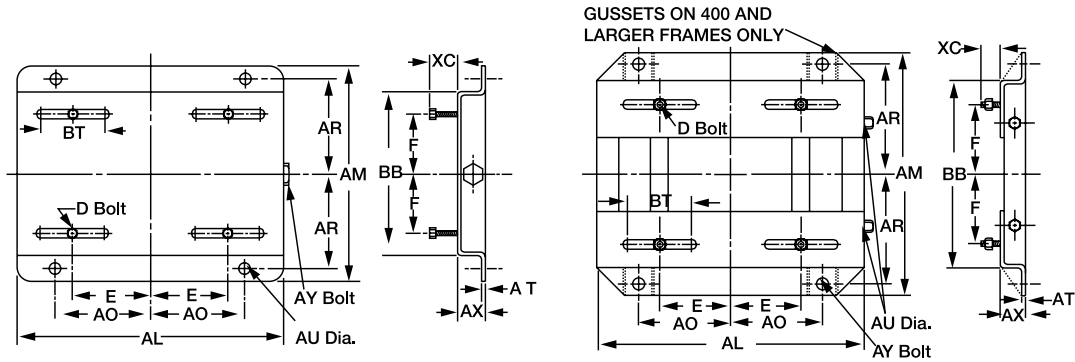 GUSSETS ON 400 AND
LARGER FRAMES ONLY
XC
BT
AR
AM
AR
F
F
BB
D Bolt
E
E
AO
AO
AL
AY Bolt
AU Dia.
A T
AX
XC
D Bolt
BT
AR
AM
AR
F
F
BB
E
E
AO
AO
AL
AU Dia.
AY Bolt
AT
AX